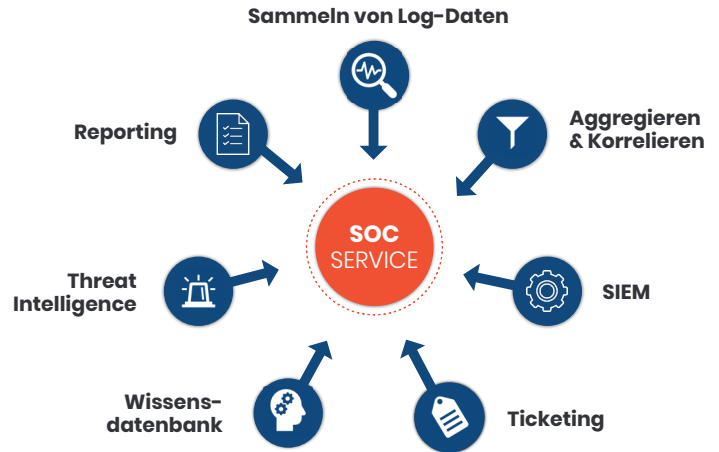 Sammeln von Log-Daten
Reporting
Aggregieren
& Korrelieren
SOC
SERVICE
Threat
Intelligence
SIEM
Wissens-
datenbank
Ticketing